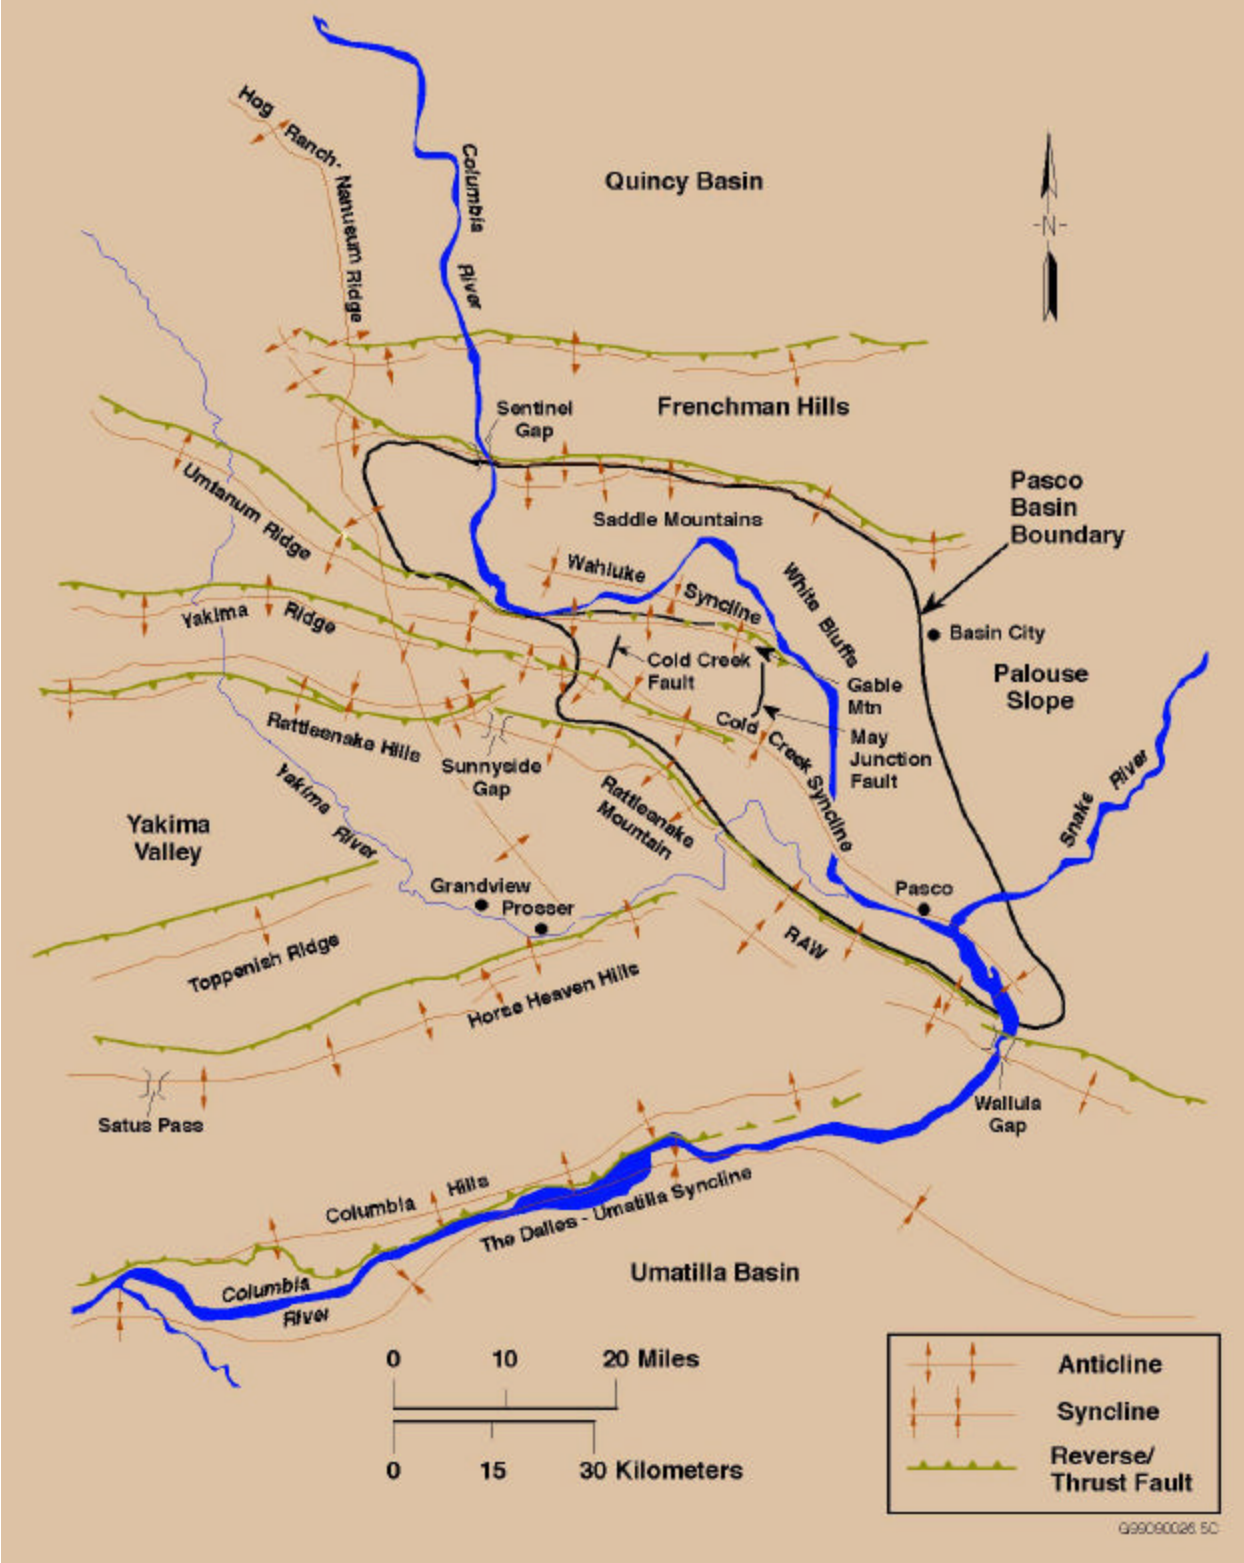 Hog Ranch-
Nanueum Ridge
Columbia River
Quincy Basin
-N-
Sentinel
Gap
Frenchman Hills
Pasco
Basin
Boundary
Umtanum Ridge
Saddle Mountains
Wahluke Syncline
White Bluffs
Basin City
Yakima Ridge
Cold Creek
Fault
Palouse
Slope
Gable
Mtn
Rattlesnake Hills
Sunnyside
Gap
Cold Creek Syncline
May
Junction
Fault
Snake River
Yakima River
Rattlesnake
Mountain
Yakima
Valley
Grandview
Prosser
Pasco
RAW
Toppenish Ridge
Horse Heaven Hills
Satus Pass
Wallula
Gap
Columbia Hills
The Dalles - Umatilla Syncline
Columbia
River
Umatilla Basin
0 10 20 Miles
0 15 30 Kilometers
Anticline
Syncline
Reverse/
Thrust Fault
G99090026.5C